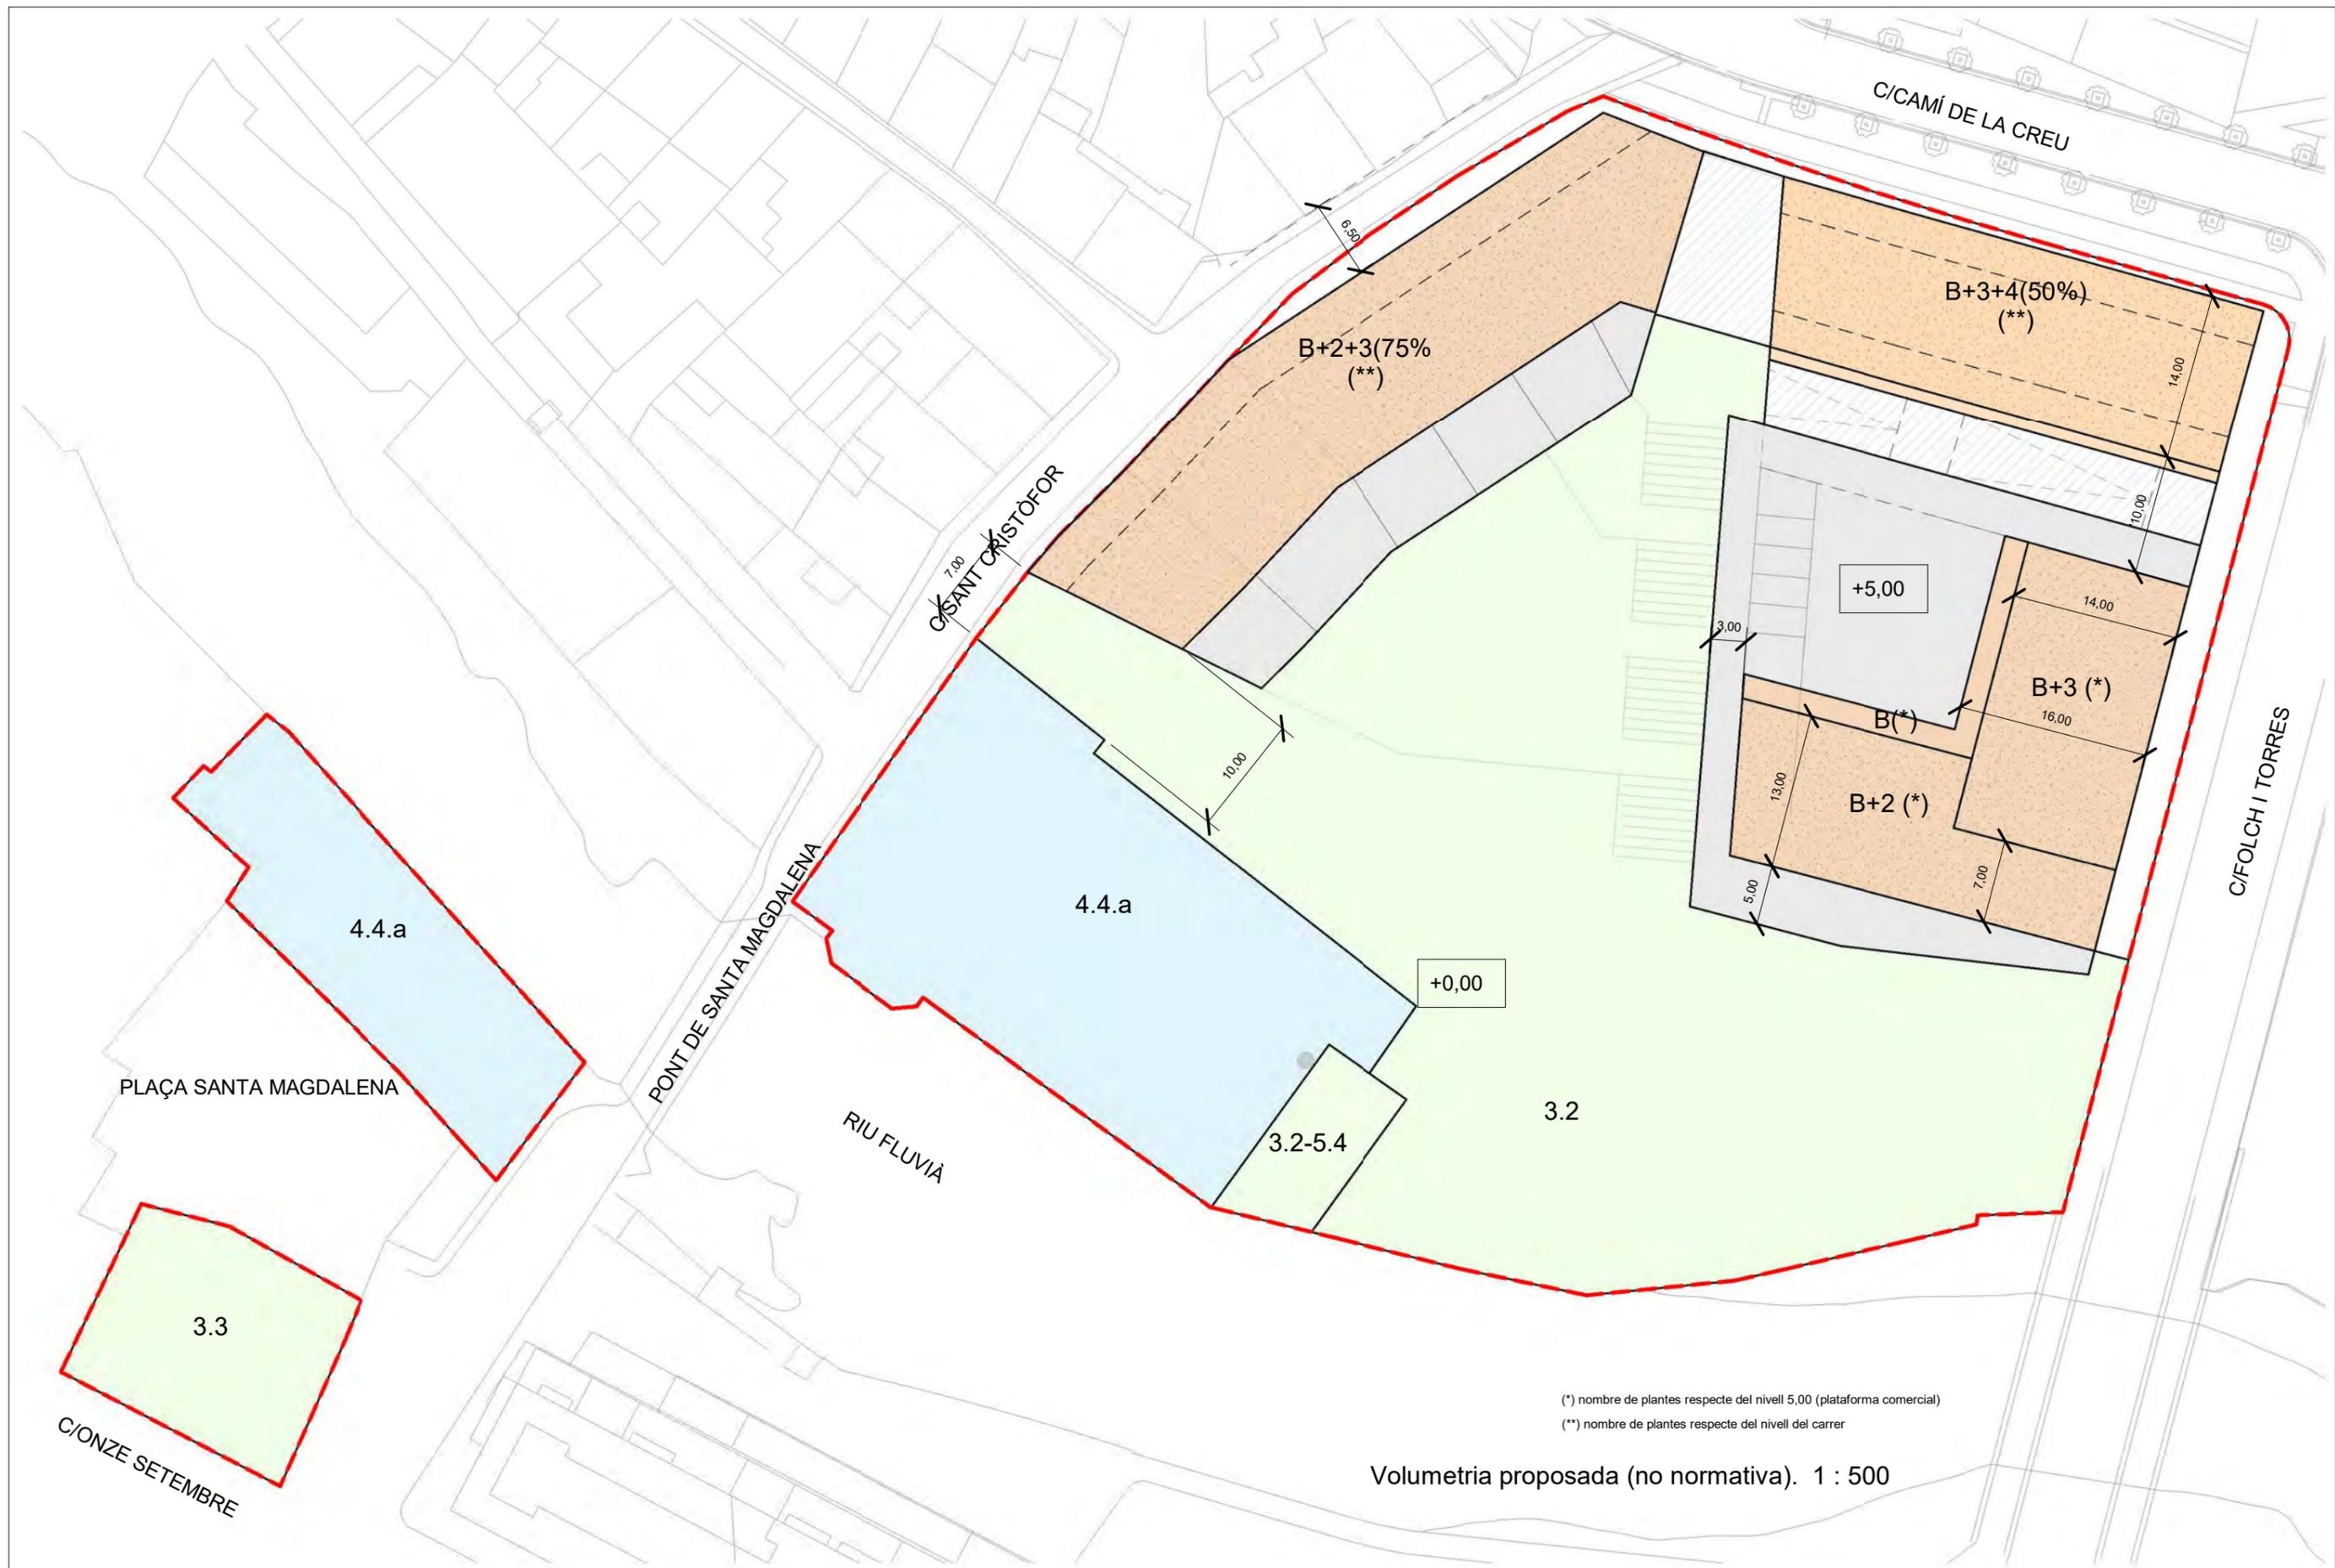 C/CAMÍ DE LA CREU
6,50
B+3+4(50%)
(**)
B+2+3(75%
(**)
14,00
10,00
C/SANT CRISTÒFOR
7,00
+5,00
14,00
3,00
B+3 (*)
16,00
B(*)
13,00
B+2 (*)
5,00
7,00
10,00
C/FOLCH I TORRES
4.4.a
4.4.a
PONT DE SANTA MAGDALENA
+0,00
PLAÇA SANTA MAGDALENA
3.2
RIU FLUVIÀ
3.2-5.4
3.3
C/ONZE SETEMBRE
(*) nombre de plantes respecte del nivell 5,00 (plataforma comercial)
(**) nombre de plantes respecte del nivell del carrer
Volumetria proposada (no normativa). 1 : 500